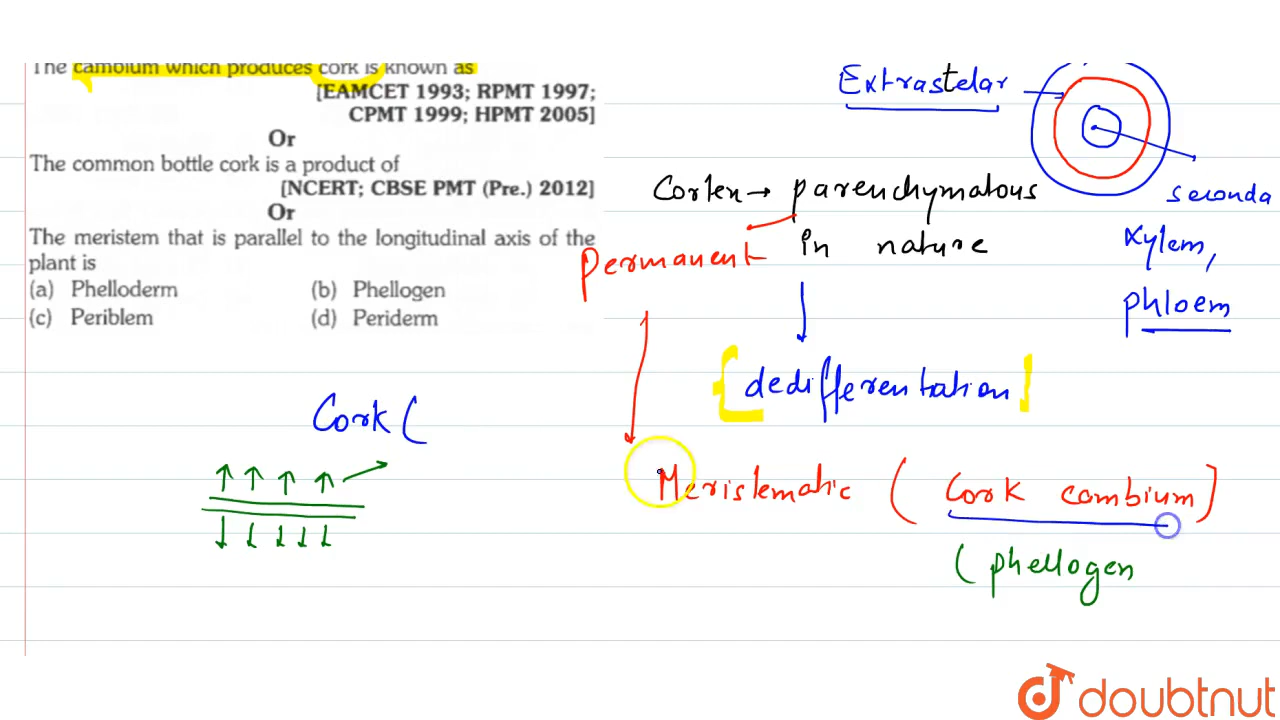 The cambium which produces cork is known as
[EAMCET 1993; RPMT 1997;
CPMT 1999; HPMT 2005]
Or
The common bottle cork is a product of
[NCERT; CBSE PMT (Pre.) 2012]
Or
The meristem that is parallel to the longitudinal axis of the
plant is
(a) Phelloderm (b) Phellogen
(c) Periblem (d) Periderm
Cork (
Extrastelar
Cortex → parenchymatous
in nature
permanent
seconda
xylem,
phloem
[dedifferentation]
Meristematic (Cork combium)
(phellogen
doubtnut